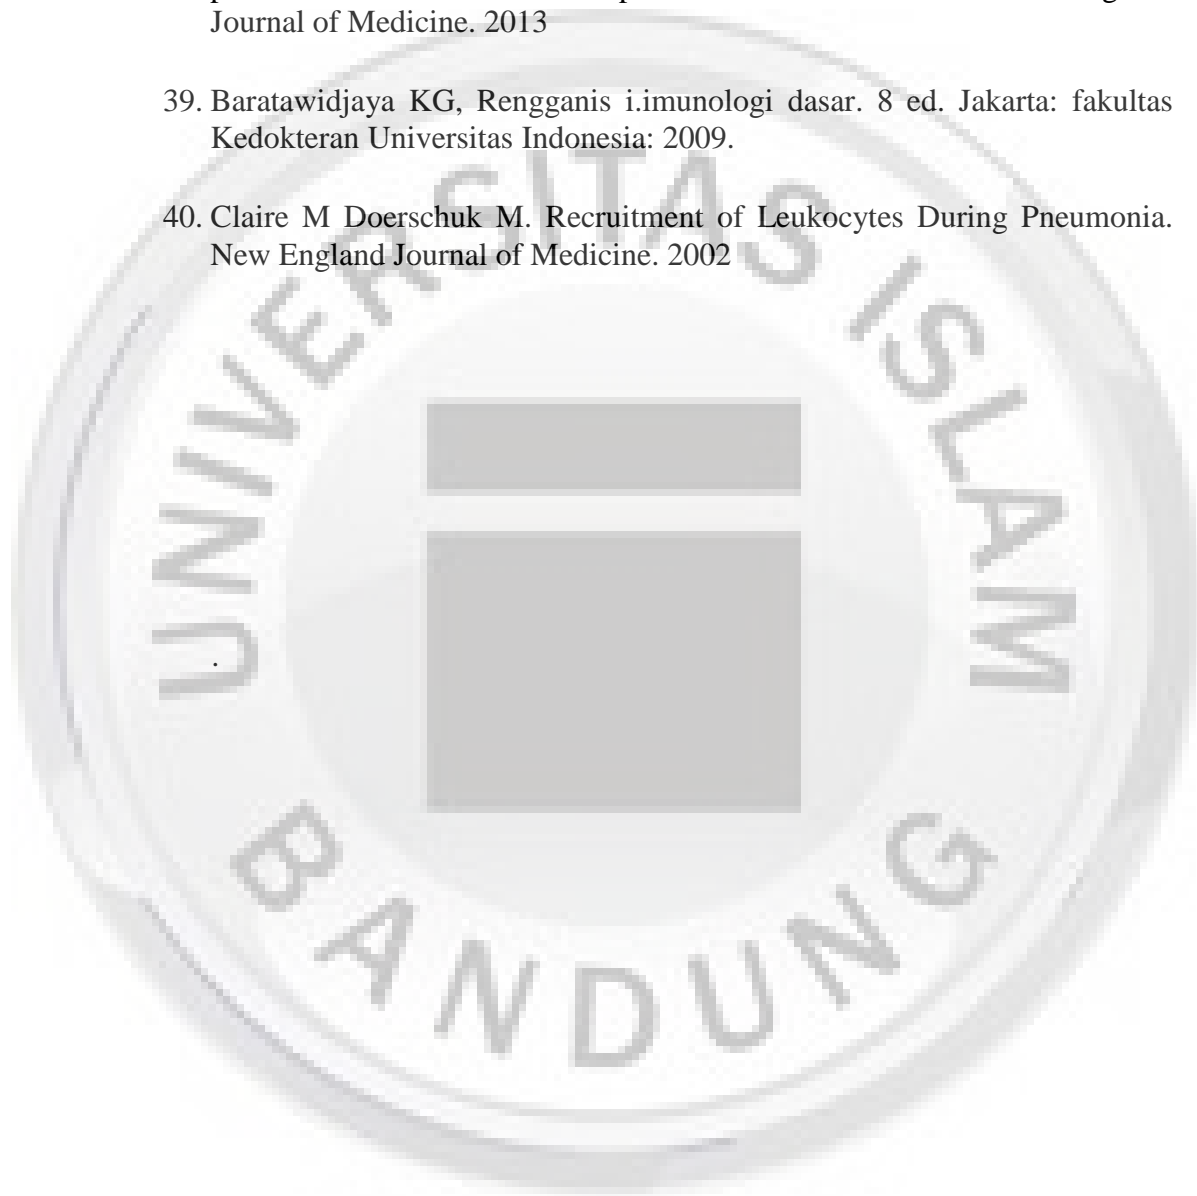 Journal of Medicine. 2013
39. Baratawidjaya KG, Rengganis i.imunologi dasar. 8 ed. Jakarta: fakultas
Kedokteran Universitas Indonesia: 2009.
40. Claire M Doerschuk M. Recruitment of Leukocytes During Pneumonia.
New England Journal of Medicine. 2002
.
UNIVERSITAS ISLAM
BANDUNG